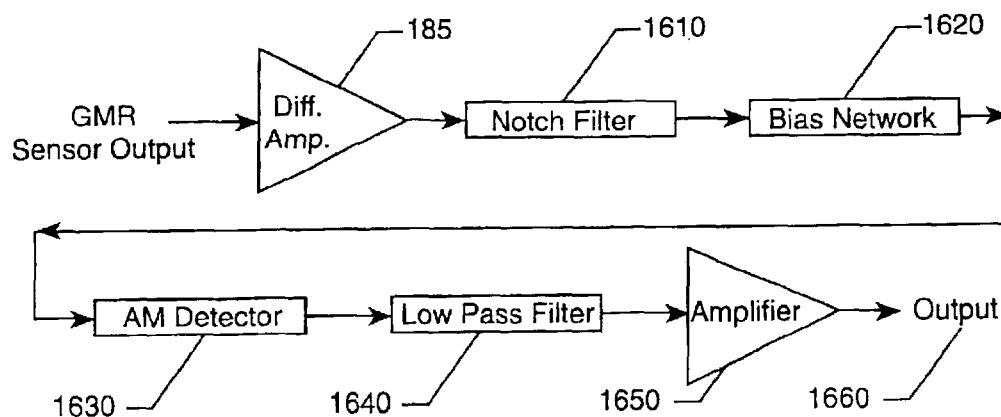 185
1610
1620
GMR
Sensor Output
Diff.
Amp.
Notch Filter
Bias Network
AM Detector
Low Pass Filter
Amplifier
Output
1630
1640
1650
1660